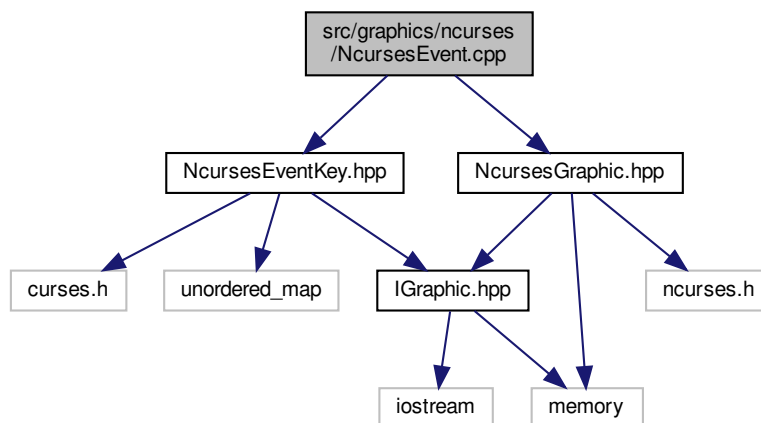 src/graphics/ncurses
/NcursesEvent.cpp
NcursesEventKey.hpp
NcursesGraphic.hpp
curses.h
unordered_map
IGraphic.hpp
ncurses.h
iostream
memory